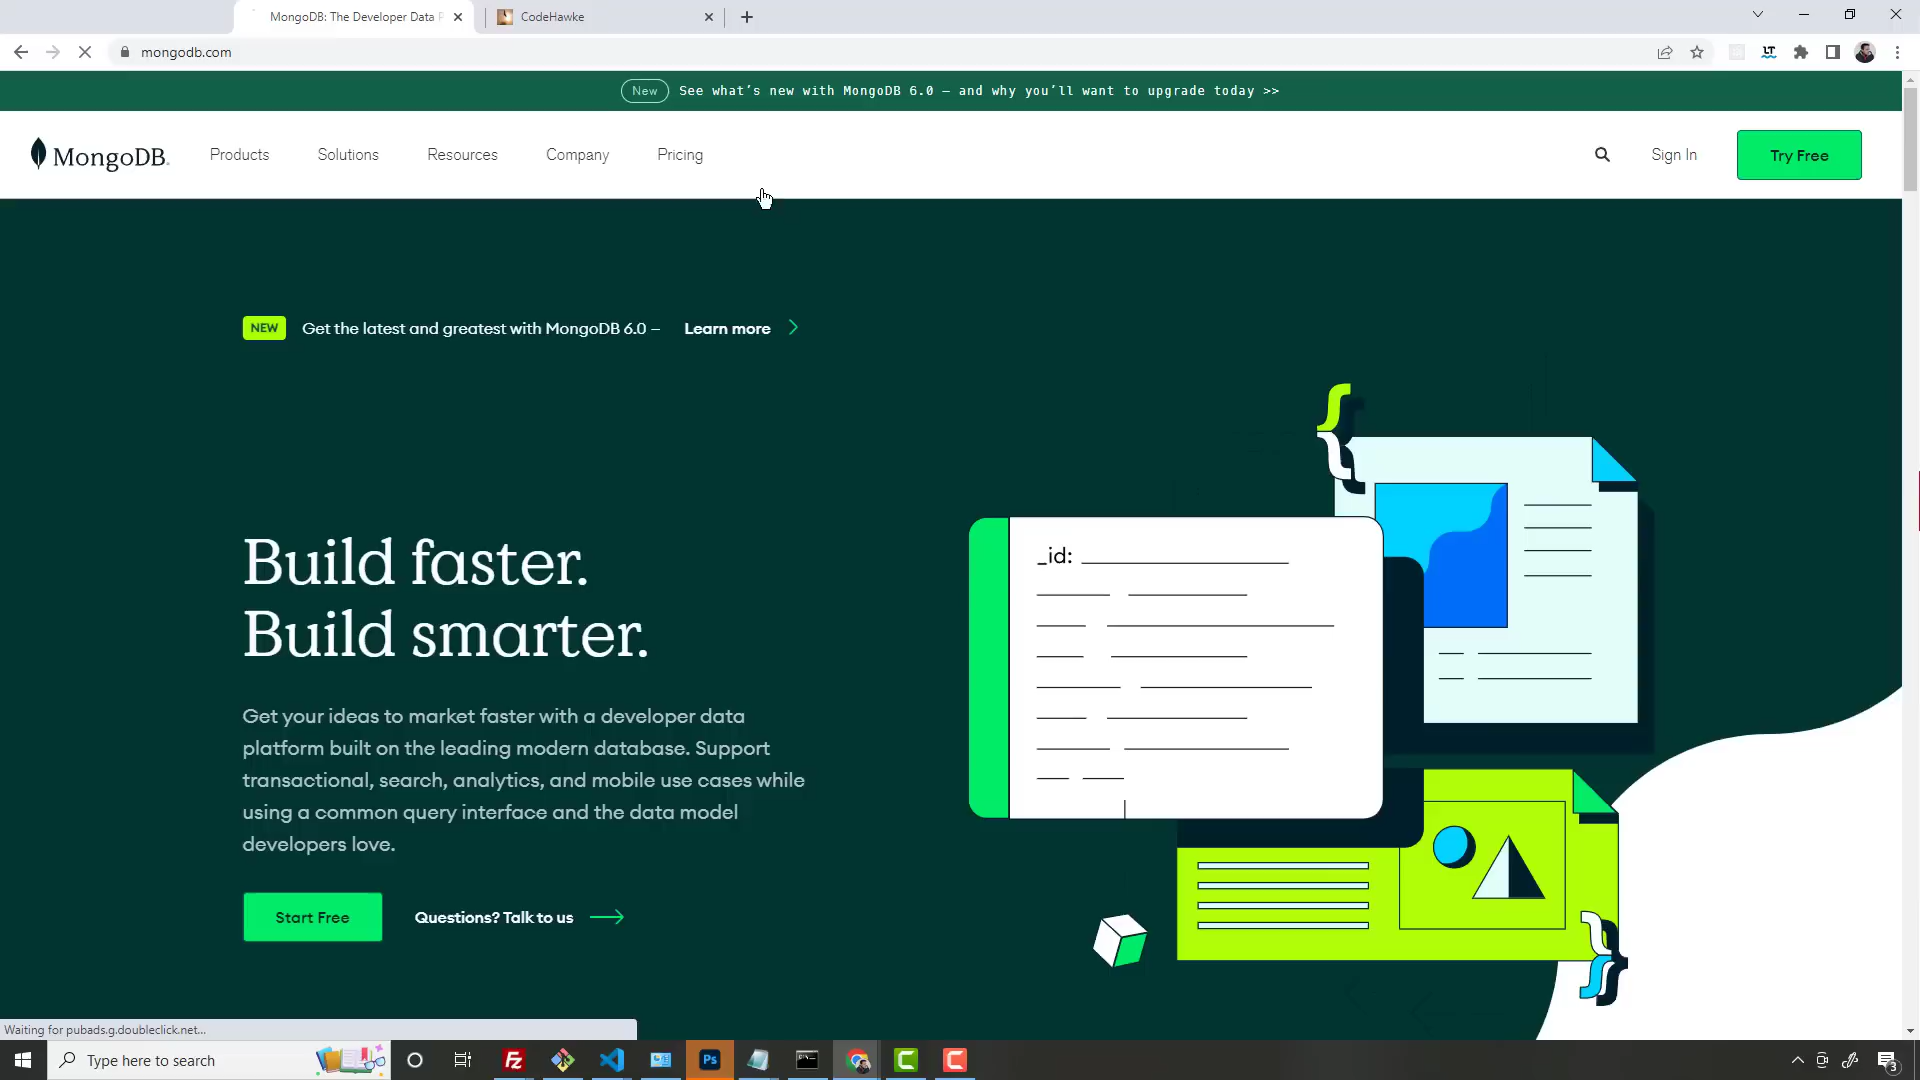 MongoDB: The Developer Data P
CodeHawke
mongodb.com
New See what's new with MongoDB 6.0 — and why you'll want to upgrade today >>
MongoDB.
Products Solutions Resources Company Pricing
Sign In
Try Free
NEW Get the latest and greatest with MongoDB 6.0 – Learn more
Build faster.
Build smarter.
Get your ideas to market faster with a developer data
platform built on the leading modern database. Support
transactional, search, analytics, and mobile use cases while
using a common query interface and the data model
developers love.
Start Free
Questions? Talk to us
_id:
Waiting for pubads.g.doubleclick.net...
Type here to search
LT
Fz
Ps
3